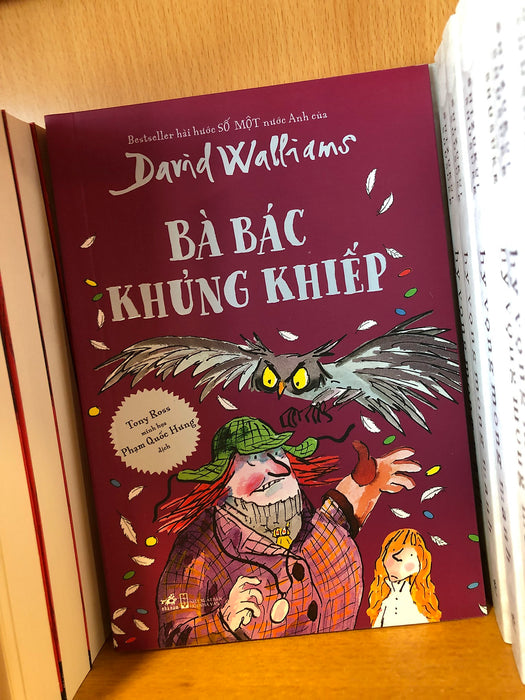 Bestseller hài hước SỐ MỘT nước Anh của
David Walliams
BÀ BÁC
KHỦNG KHIẾP
Tony Ross
minh họa
Phạm Quốc Hưng
dịch